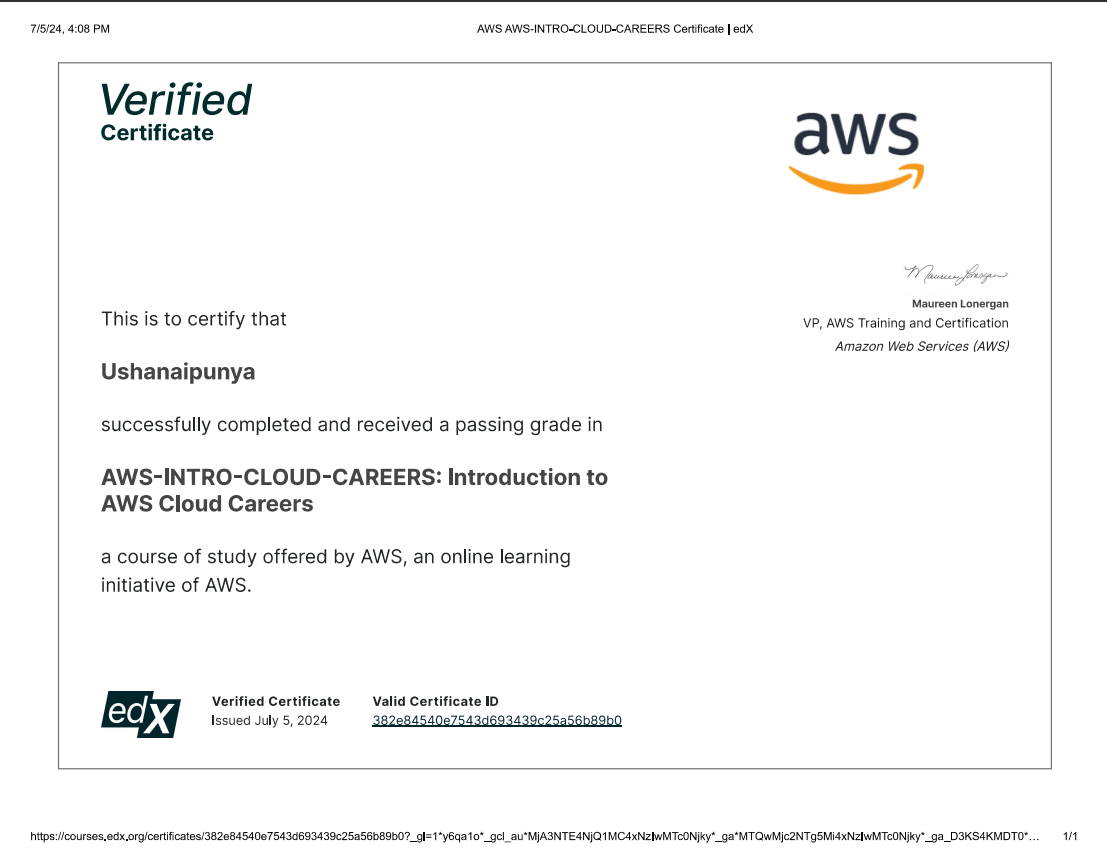 7/5/24, 4:08 PM
AWS AWS-INTRO-CLOUD-CAREERS Certificate | edX
Verified
Certificate
aws
Maureen Lonergan
Maureen Lonergan
VP, AWS Training and Certification
Amazon Web Services (AWS)
This is to certify that
Ushanaipunya
successfully completed and received a passing grade in
AWS-INTRO-CLOUD-CAREERS: Introduction to
AWS Cloud Careers
a course of study offered by AWS, an online learning
initiative of AWS.
edX
Verified Certificate
Issued July 5, 2024
Valid Certificate ID
382e84540e7543d693439c25a56b89b0
https://courses.edx.org/certificates/382e84540e7543d693439c25a56b89b0?_gl=1*y6qa1o*_gcl_au*MjA3NTE4NjQ1MC4xNzIwMTc0Njky*_ga*MTQwMjc2NTg5Mi4xNzIwMTc0Njky*_ga_D3KS4KMDT0*… 1/1